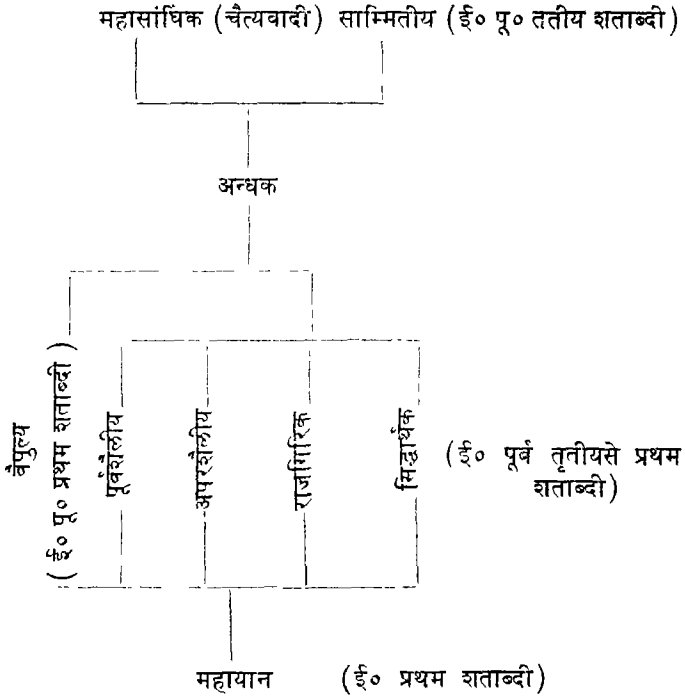 महासांघिक (चैत्यवादी) साम्मितीय (ई० पू० ततीय शताब्दी)
अन्धक
वैपुल्य
(ई० पू० प्रथम शताब्दी)
पूर्वशैलीय
अपरशैलीय
राजगिरिक
सिद्धार्थक
(ई० पूर्व तृतीयसे प्रथम
शताब्दी)
महायान (ई० प्रथम शताब्दी)